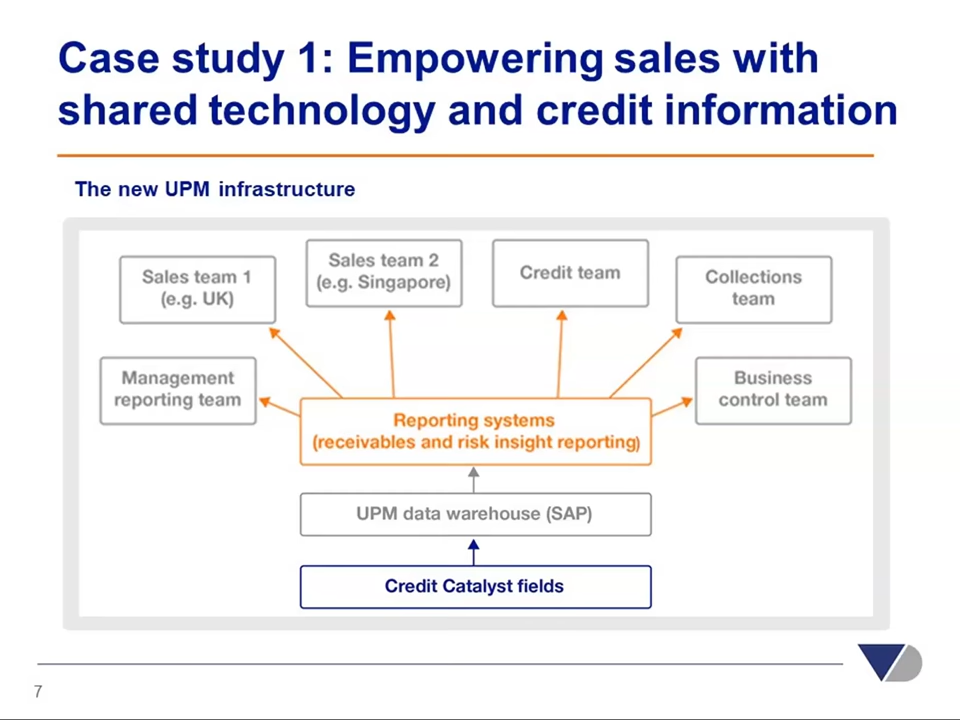 Case study 1: Empowering sales with
shared technology and credit information
The new UPM infrastructure
Sales team 1
(e.g. UK)
Sales team 2
(e.g. Singapore)
Credit team
Collections
team
Management
reporting team
Business
control team
Reporting systems
(receivables and risk insight reporting)
UPM data warehouse (SAP)
Credit Catalyst fields
7